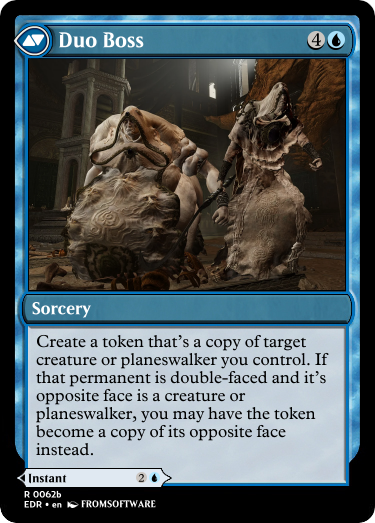 Duo Boss 4
Sorcery
Create a token that's a copy of target
creature or planeswalker you control. If
that permanent is double-faced and it's
opposite face is a creature or
planeswalker, you may have the token
become a copy of its opposite face
instead.
Instant 2
R 0062b
EDR • en FROMSOFTWARE